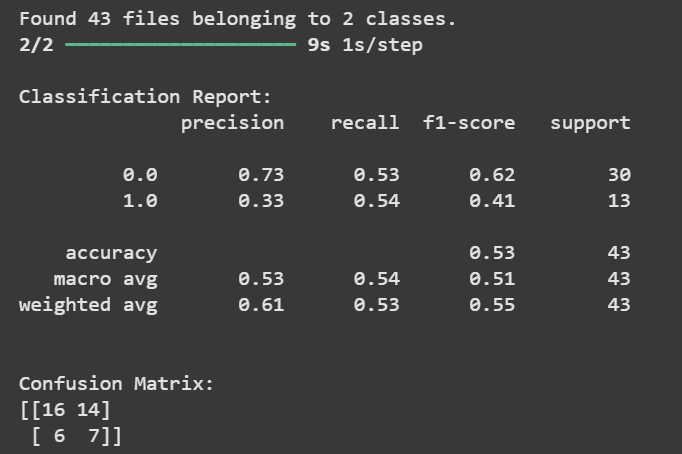 Found 43 files belonging to 2 classes.
2/2 ━━━━━━━━━━━━━━━━━━━━ 9s 1s/step
Classification Report:
precision recall f1-score support
0.0 0.73 0.53 0.62 30
1.0 0.33 0.54 0.41 13
accuracy 0.53 43
macro avg 0.53 0.54 0.51 43
weighted avg 0.61 0.53 0.55 43
Confusion Matrix:
[[16 14]
[ 6 7]]